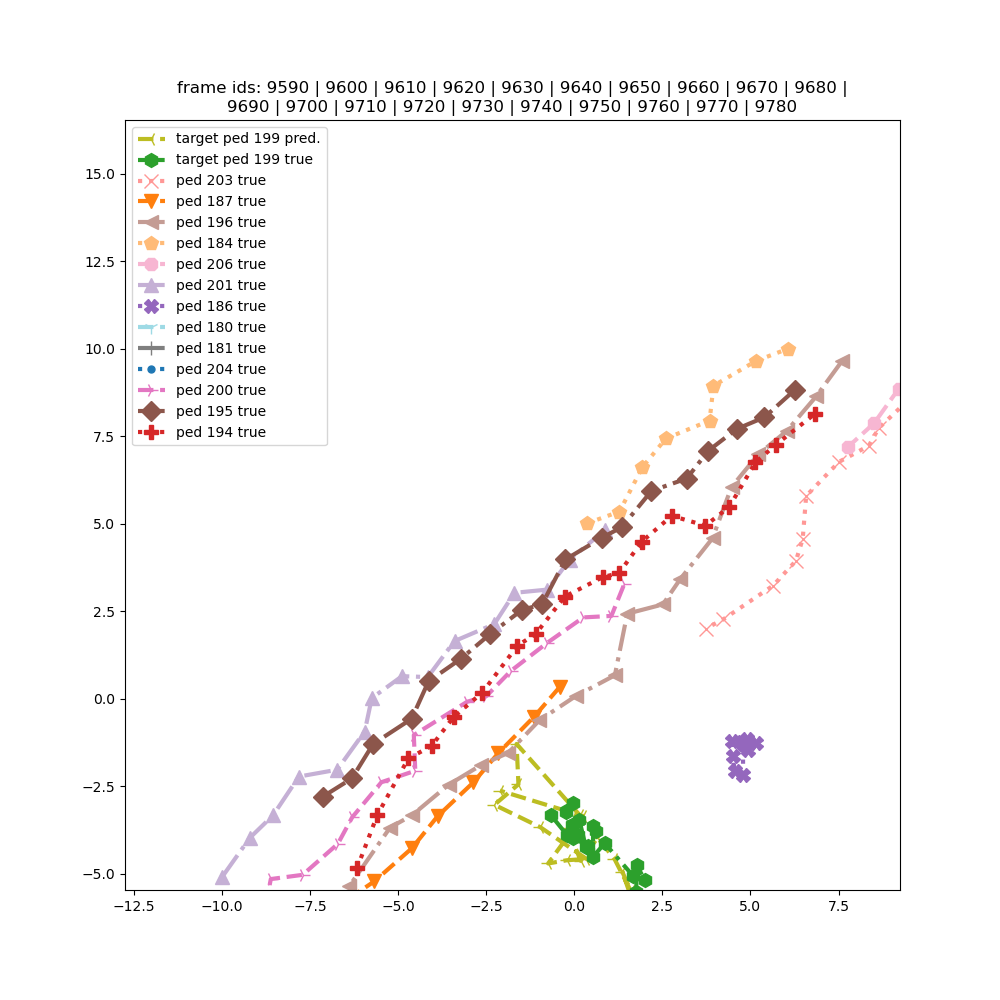 frame ids: 9590 | 9600 | 9610 | 9620 | 9630 | 9640 | 9650 | 9660 | 9670 | 9680 |
9690 | 9700 | 9710 | 9720 | 9730 | 9740 | 9750 | 9760 | 9770 | 9780
target ped 199 pred.
target ped 199 true
ped 203 true
ped 187 true
ped 196 true
ped 184 true
ped 206 true
ped 201 true
ped 186 true
ped 180 true
ped 181 true
ped 204 true
ped 200 true
ped 195 true
ped 194 true
15.0
12.5
10.0
7.5
5.0
2.5
0.0
−2.5
−5.0
−12.5 −10.0 −7.5 −5.0 −2.5 0.0 2.5 5.0 7.5